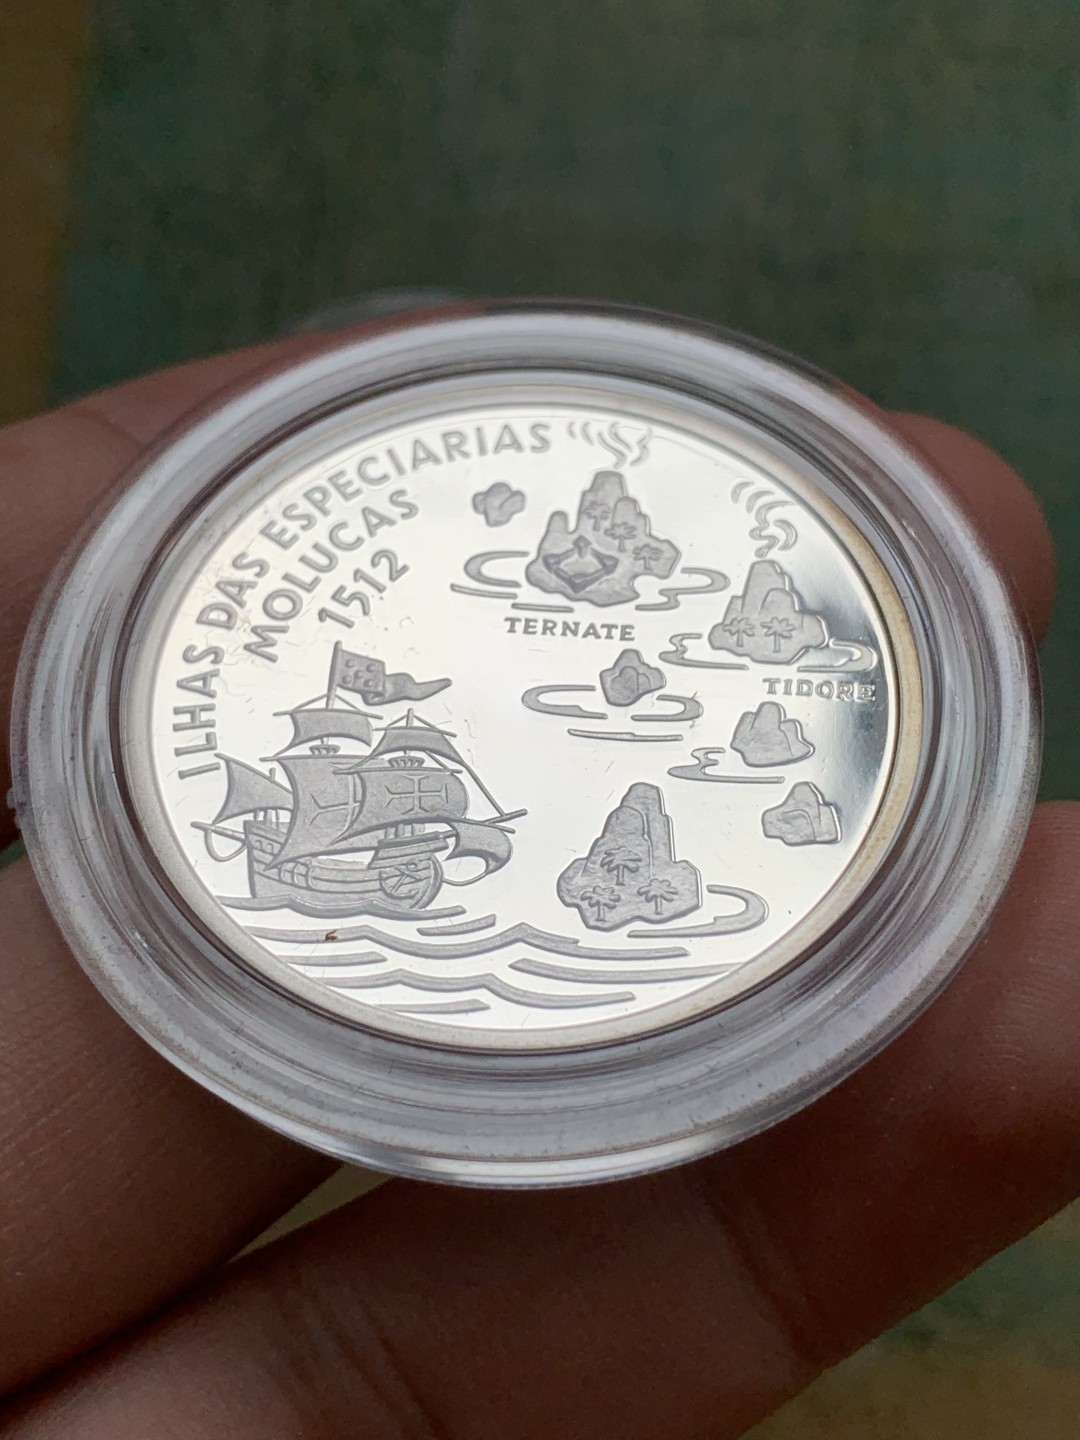 ILHAS DAS ESPECIARIAS
MOLUCAS
1512
TERNATE
TIDORE